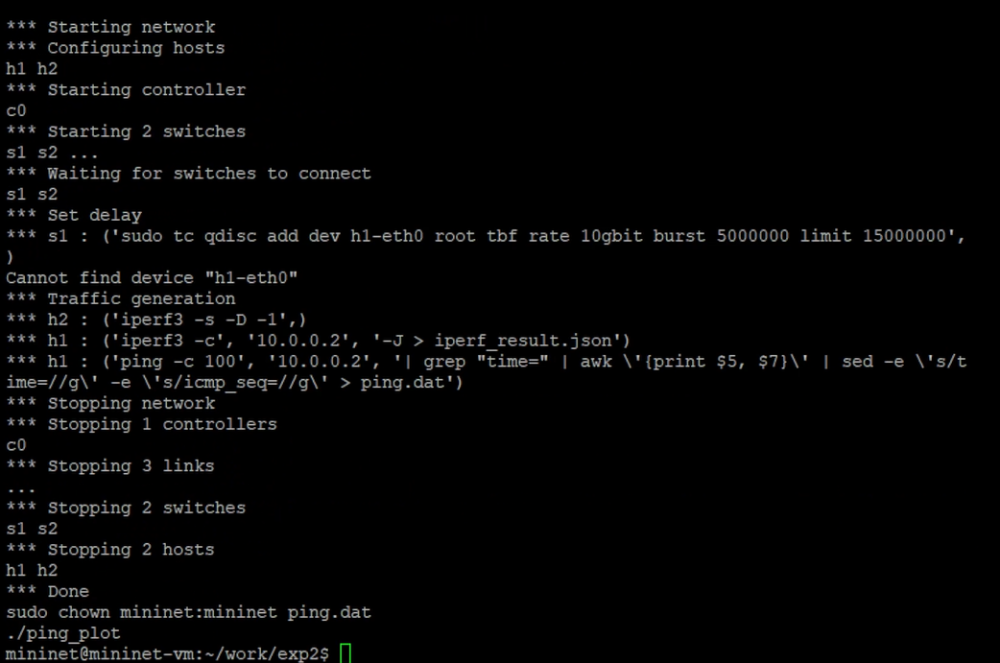 *** Starting network
*** Configuring hosts
h1 h2
*** Starting controller
c0
*** Starting 2 switches
s1 s2 ...
*** Waiting for switches to connect
s1 s2
*** Set delay
*** s1 : ('sudo tc qdisc add dev h1-eth0 root tbf rate 10gbit burst 5000000 limit 15000000',
)
Cannot find device "h1-eth0"
*** Traffic generation
*** h2 : ('iperf3 -s -D -1',)
*** h1 : ('iperf3 -c', '10.0.0.2', '-J > iperf_result.json')
*** h1 : ('ping -c 100', '10.0.0.2', '| grep "time=" | awk \'{print $5, $7}\' | sed -e \'s/t
ime=//g\' -e \'s/icmp_seq=//g\' > ping.dat')
*** Stopping network
*** Stopping 1 controllers
c0
*** Stopping 3 links
...
*** Stopping 2 switches
s1 s2
*** Stopping 2 hosts
h1 h2
*** Done
sudo chown mininet:mininet ping.dat
./ping_plot
mininet@mininet-vm:~/work/exp2$